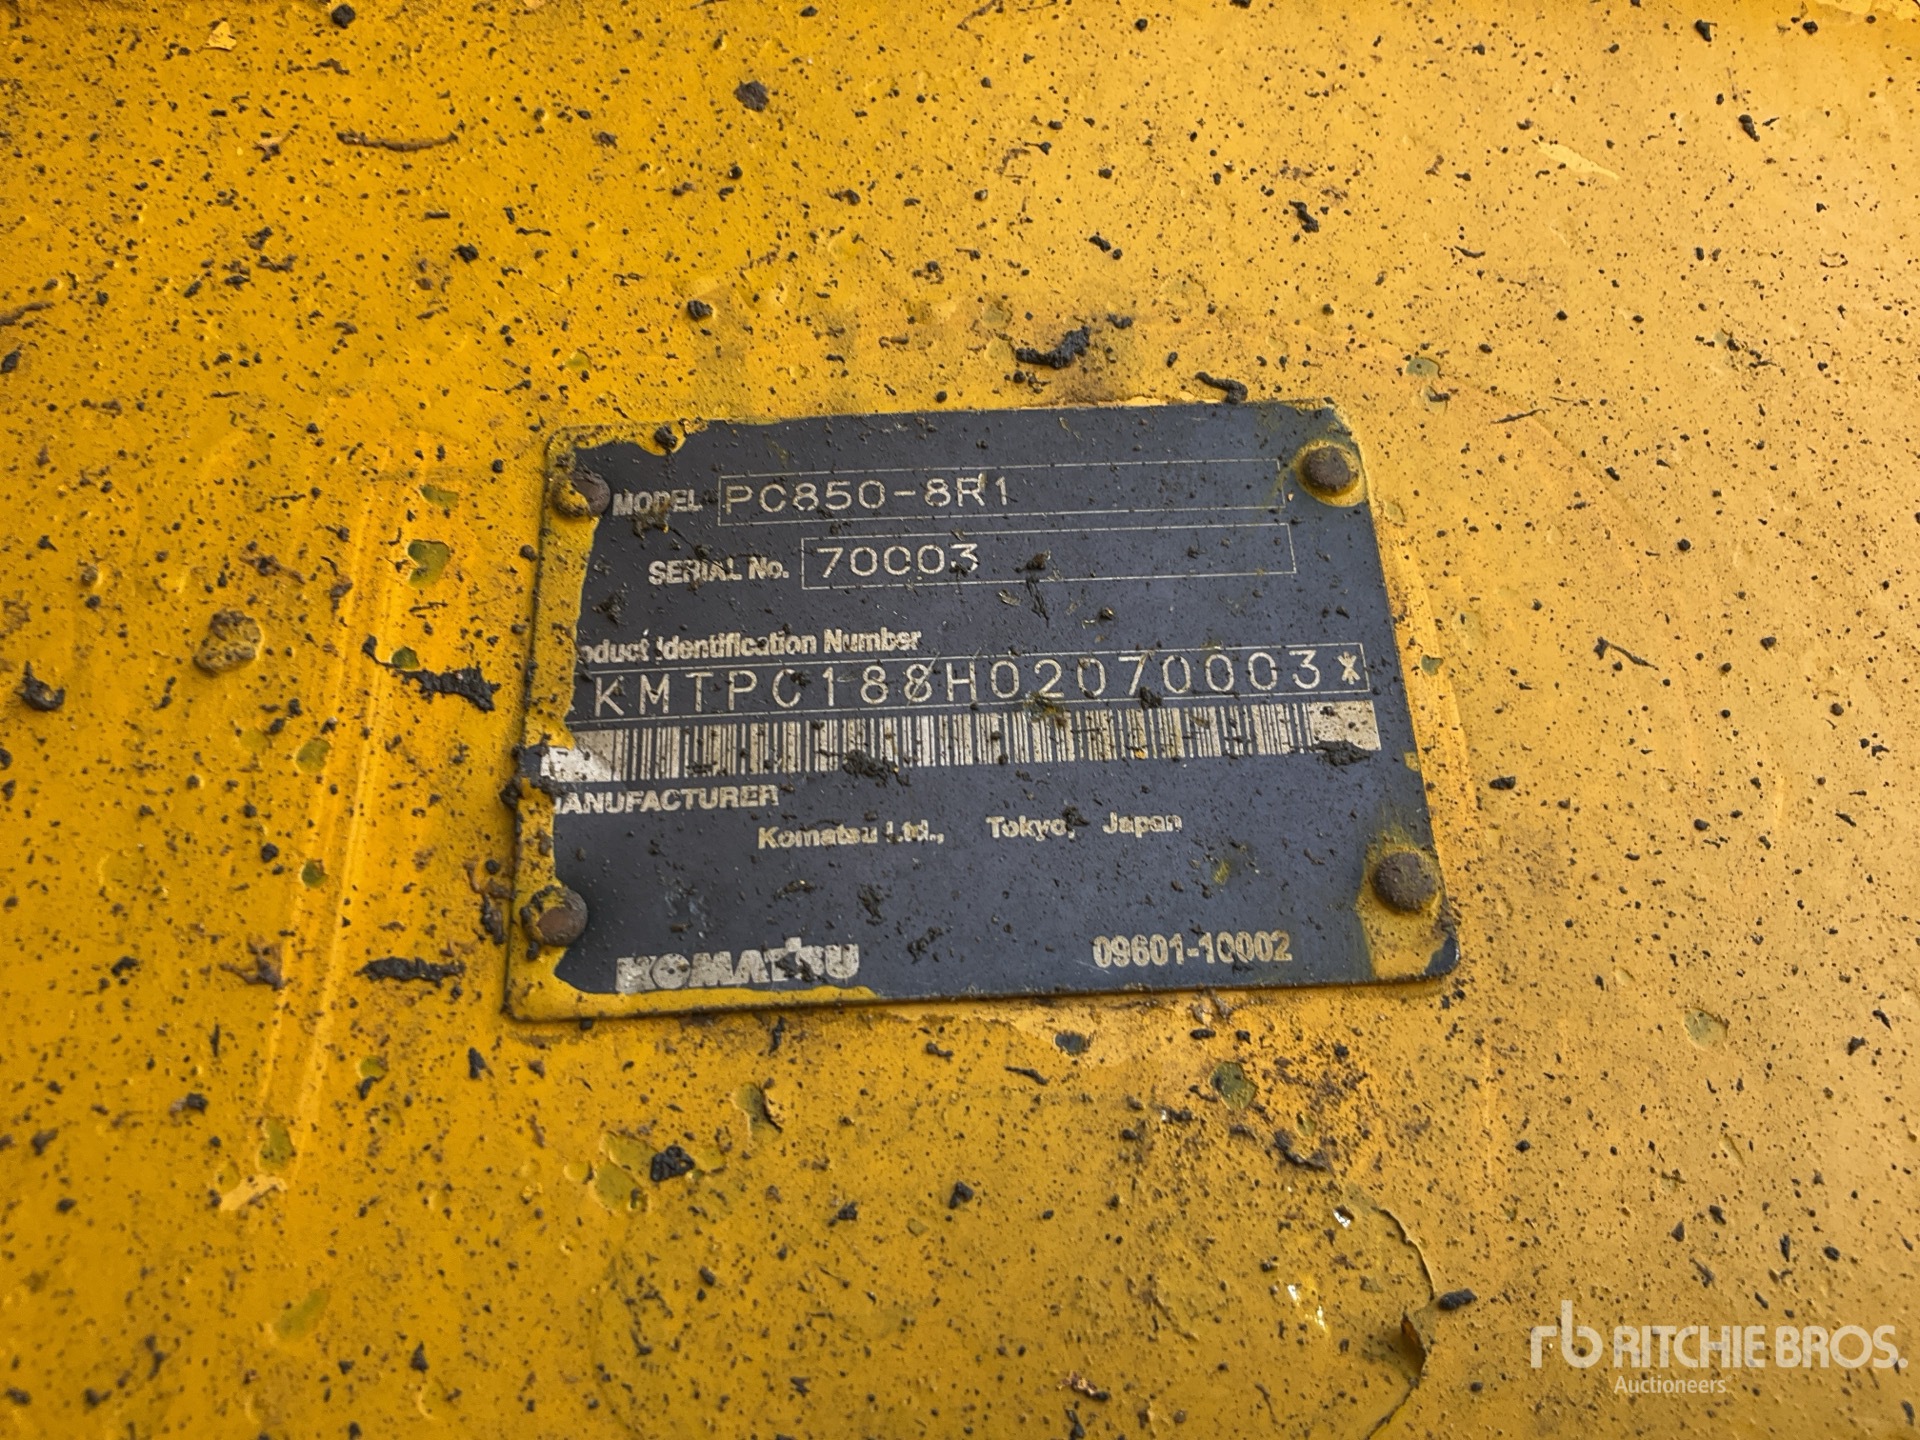 MODEL PC850-8R1
SERIAL No. 70003
oduct Identification Number
KMTPC188H02070003*
MANUFACTURER
Komatsu Ltd., Tokyo, Japan
KOMATSU 09601-10002
rb RITCHIE BROS.
Auctioneers